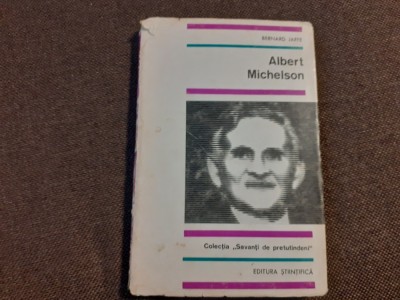 BERNARD JAFFE
Albert
Michelson
Colecția „Savanți de pretutindeni"
EDITURA ȘTIINȚIFICĂ